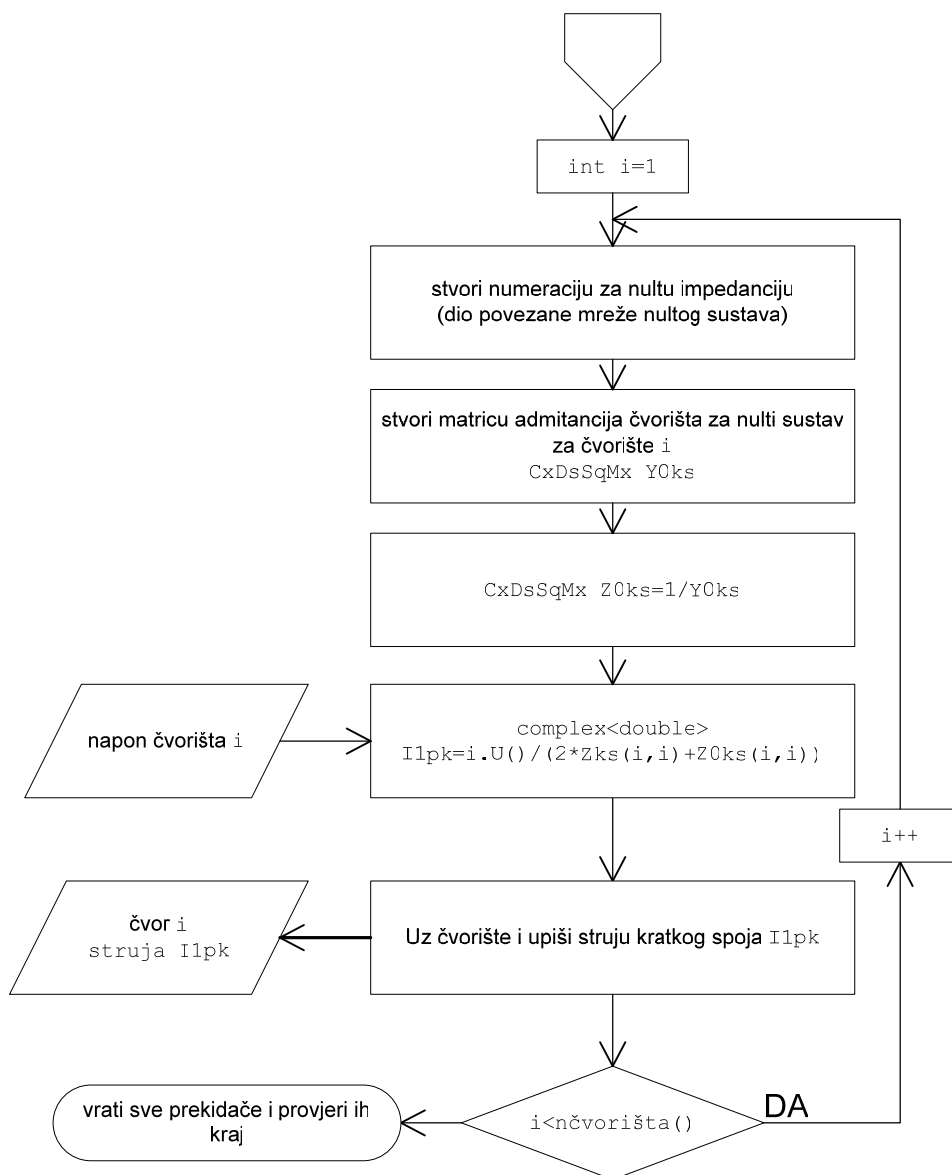 int i=1
stvori numeraciju za nultu impedanciju
(dio povezane mreže nultog sustava)
stvori matricu admitancija čvorišta za nulti sustav
za čvorište i
CxDsSqMx Y0ks
CxDsSqMx Z0ks=1/Y0ks
napon čvorišta i
complex<double>
I1pk=i.U()/(2*Zks(i,i)+Z0ks(i,i))
i++
čvor i
struja I1pk
Uz čvorište i upiši struju kratkog spoja I1pk
vrati sve prekidače i provjeri ih
kraj
i<nčvorišta()
DA